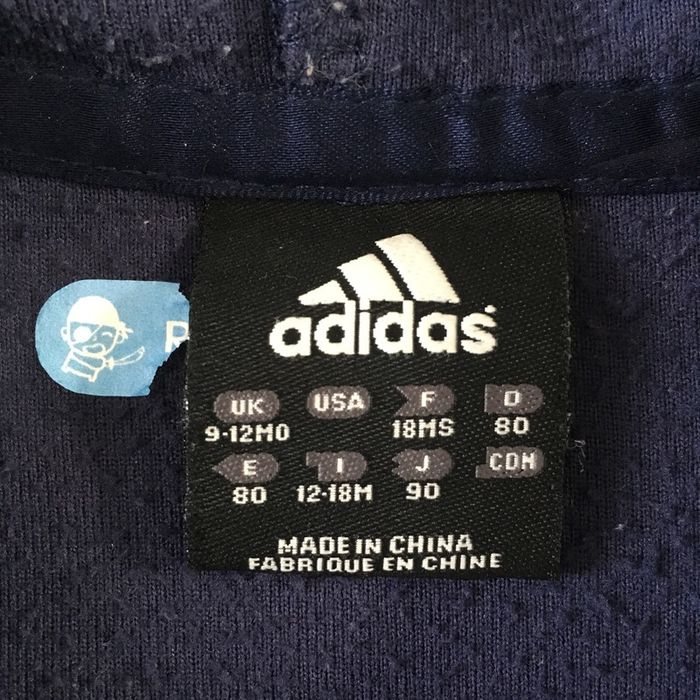 adidas
R
UK USA F D
9-12MO 18MS 80
E I J CDN
80 12-18M 90
MADE IN CHINA
FABRIQUE EN CHINE